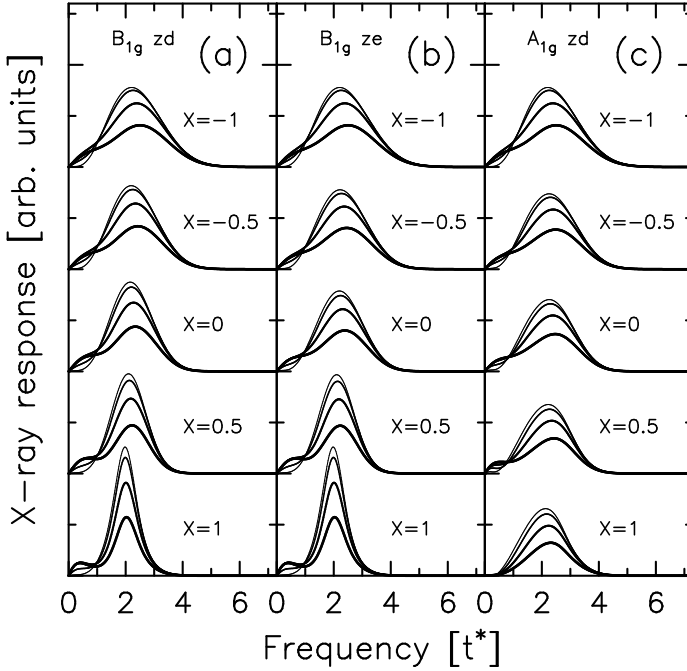 X-ray response [arb. units]
B1g zd (a)
X=-1
X=-0.5
X=0
X=0.5
X=1
B1g ze (b)
X=-1
X=-0.5
X=0
X=0.5
X=1
A1g zd (c)
X=-1
X=-0.5
X=0
X=0.5
X=1
0 2 4 6 0 2 4 6 0 2 4 6
Frequency [t*]